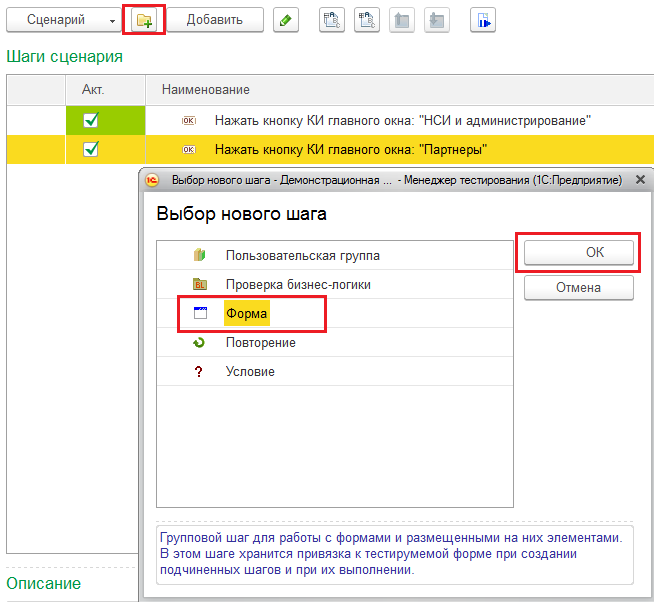 Сценарий
Добавить
Шаги сценария
Акт.
Наименование
Нажать кнопку КИ главного окна: "НСИ и администрирование"
Нажать кнопку КИ главного окна: "Партнеры"
Выбор нового шага - Демонстрационная ... - Менеджер тестирования (1С:Предприятие)
Выбор нового шага
Пользовательская группа
Проверка бизнес-логики
Форма
Повторение
Условие
ОК
Отмена
Групповой шаг для работы с формами и размещенными на них элементами.
В этом шаге хранится привязка к тестирумемой форме при создании
подчиненных шагов и при их выполнении.
Описание